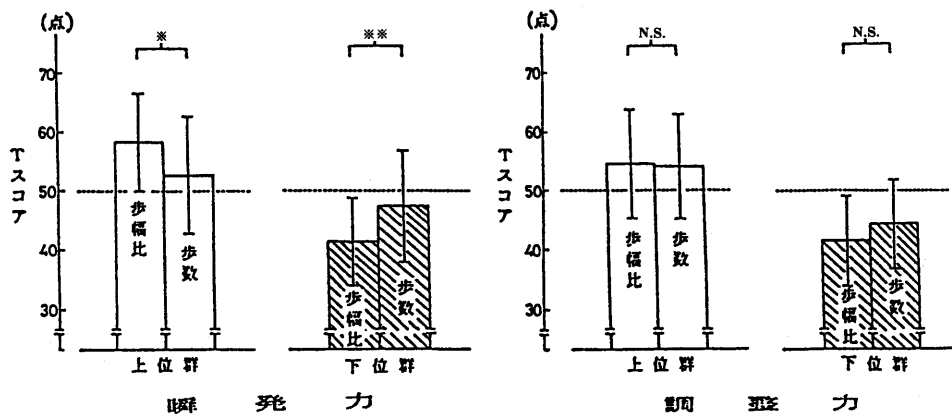 (点)
70
60
50
40
30
Tスコア
※
歩幅比
歩数
上位群
※※
歩幅比
歩数
下位群
瞬発力
(点)
70
60
50
40
30
Tスコア
N.S.
歩幅比
歩数
上位群
N.S.
歩幅比
歩数
下位群
調整力